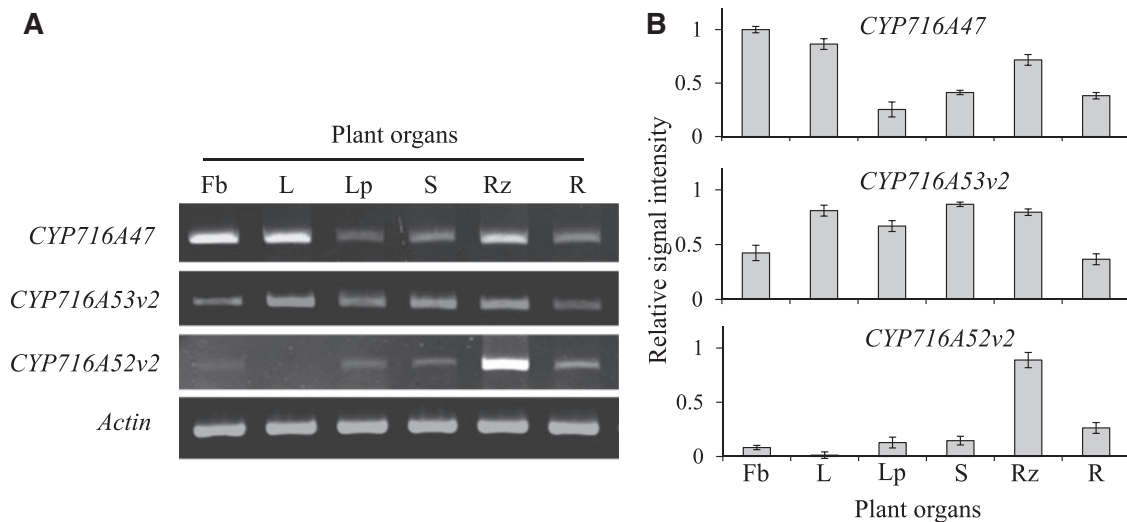 A
Plant organs
Fb L Lp S Rz R
CYP716A47
CYP716A53v2
CYP716A52v2
Actin
B
Relative signal intensity
CYP716A47
1
0.5
0
CYP716A53v2
1
0.5
0
CYP716A52v2
1
0.5
0
Fb L Lp S Rz R
Plant organs